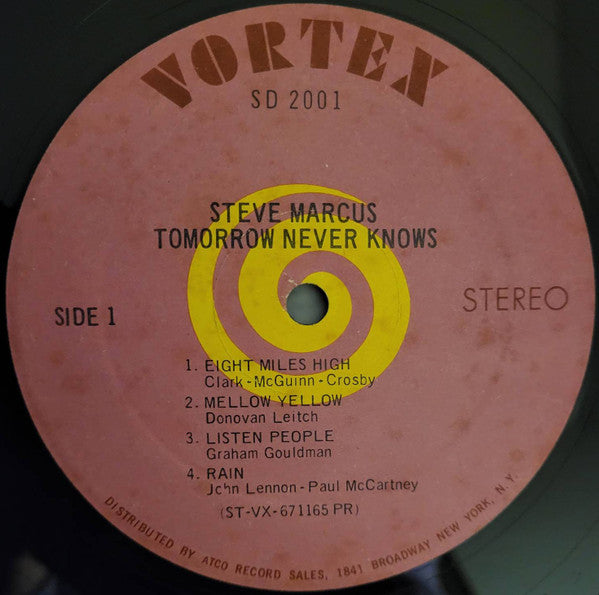 VORTEX
SD 2001
STEVE MARCUS
TOMORROW NEVER KNOWS
SIDE 1
STEREO
1. EIGHT MILES HIGH
Clark - McGuinn - Crosby
2. MELLOW YELLOW
Donovan Leitch
3. LISTEN PEOPLE
Graham Gouldman
4. RAIN
John Lennon - Paul McCartney
(ST-VX-671165 PR)
DISTRIBUTED BY ATCO RECORD SALES, 1841 BROADWAY NEW YORK, N.Y.